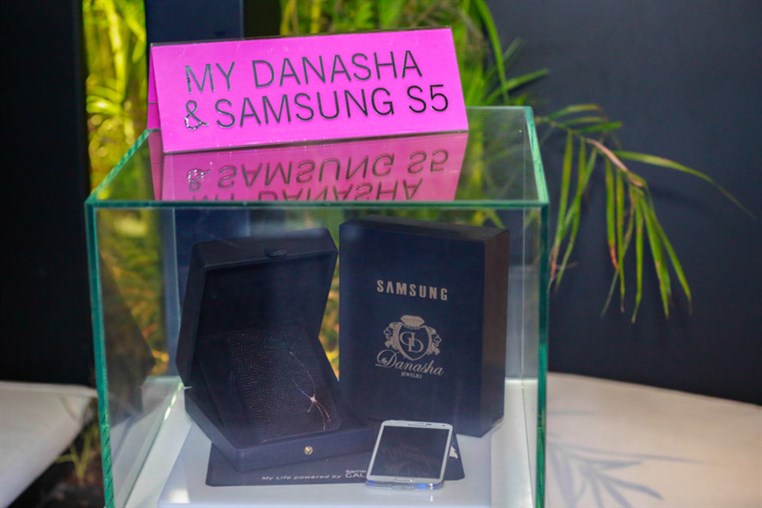 MY DANASHA
& SAMSUNG S5
SAMSUNG
Danasha
JEWELRY
My Life powered by